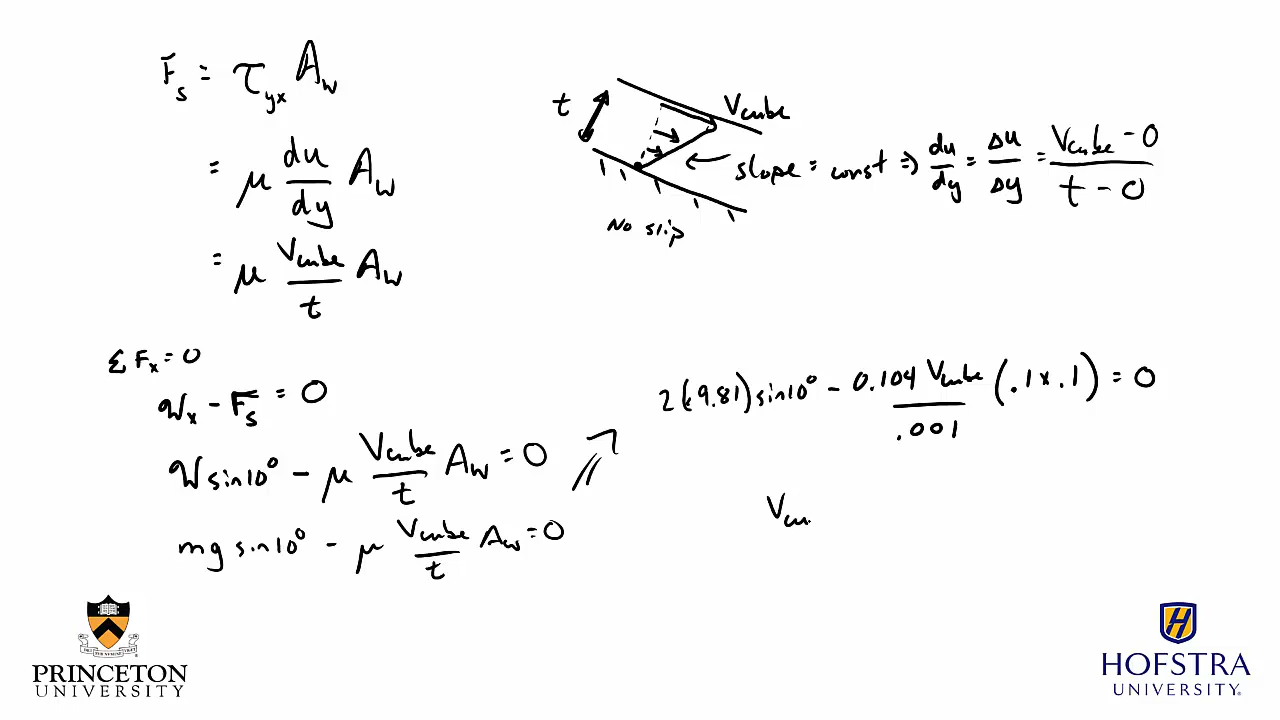 F_s = τ_yx A_w
= μ du/dy A_w
= μ V_cube/t A_w
t
V_cube
slope = const ⇒ du/dy = Δu/Δy = (V_cube - 0)/(t - 0)
No slip
Σ F_x = 0
W_x - F_s = 0
W sin10° - μ V_cube/t A_w = 0
mg sin10° - μ V_cube/t A_w = 0
2(9.81) sin10° - 0.104 V_cube/.001 (.1 x .1) = 0
V_cu
PRINCETON
UNIVERSITY
HOFSTRA
UNIVERSITY.